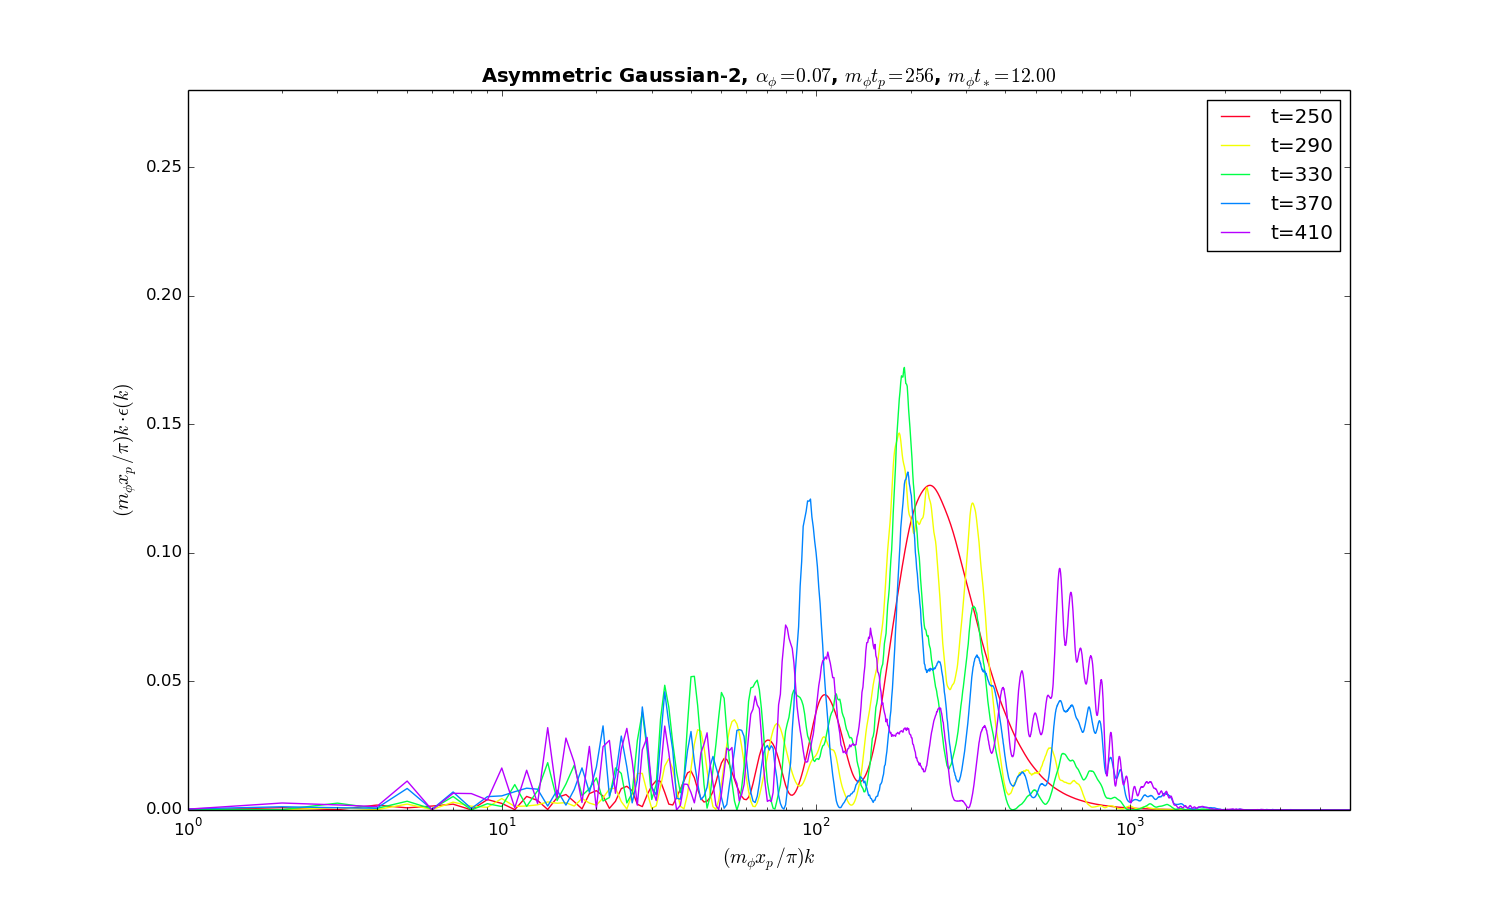 Asymmetric Gaussian-2, α_ϕ=0.07, m_ϕt_p=256, m_ϕt_*=12.00
t=250
t=290
t=330
t=370
t=410
0.25
0.20
0.15
0.10
0.05
0.00
(m_ϕx_p/π)k·ϵ(k)
10^0 10^1 10^2 10^3
(m_ϕx_p/π)k